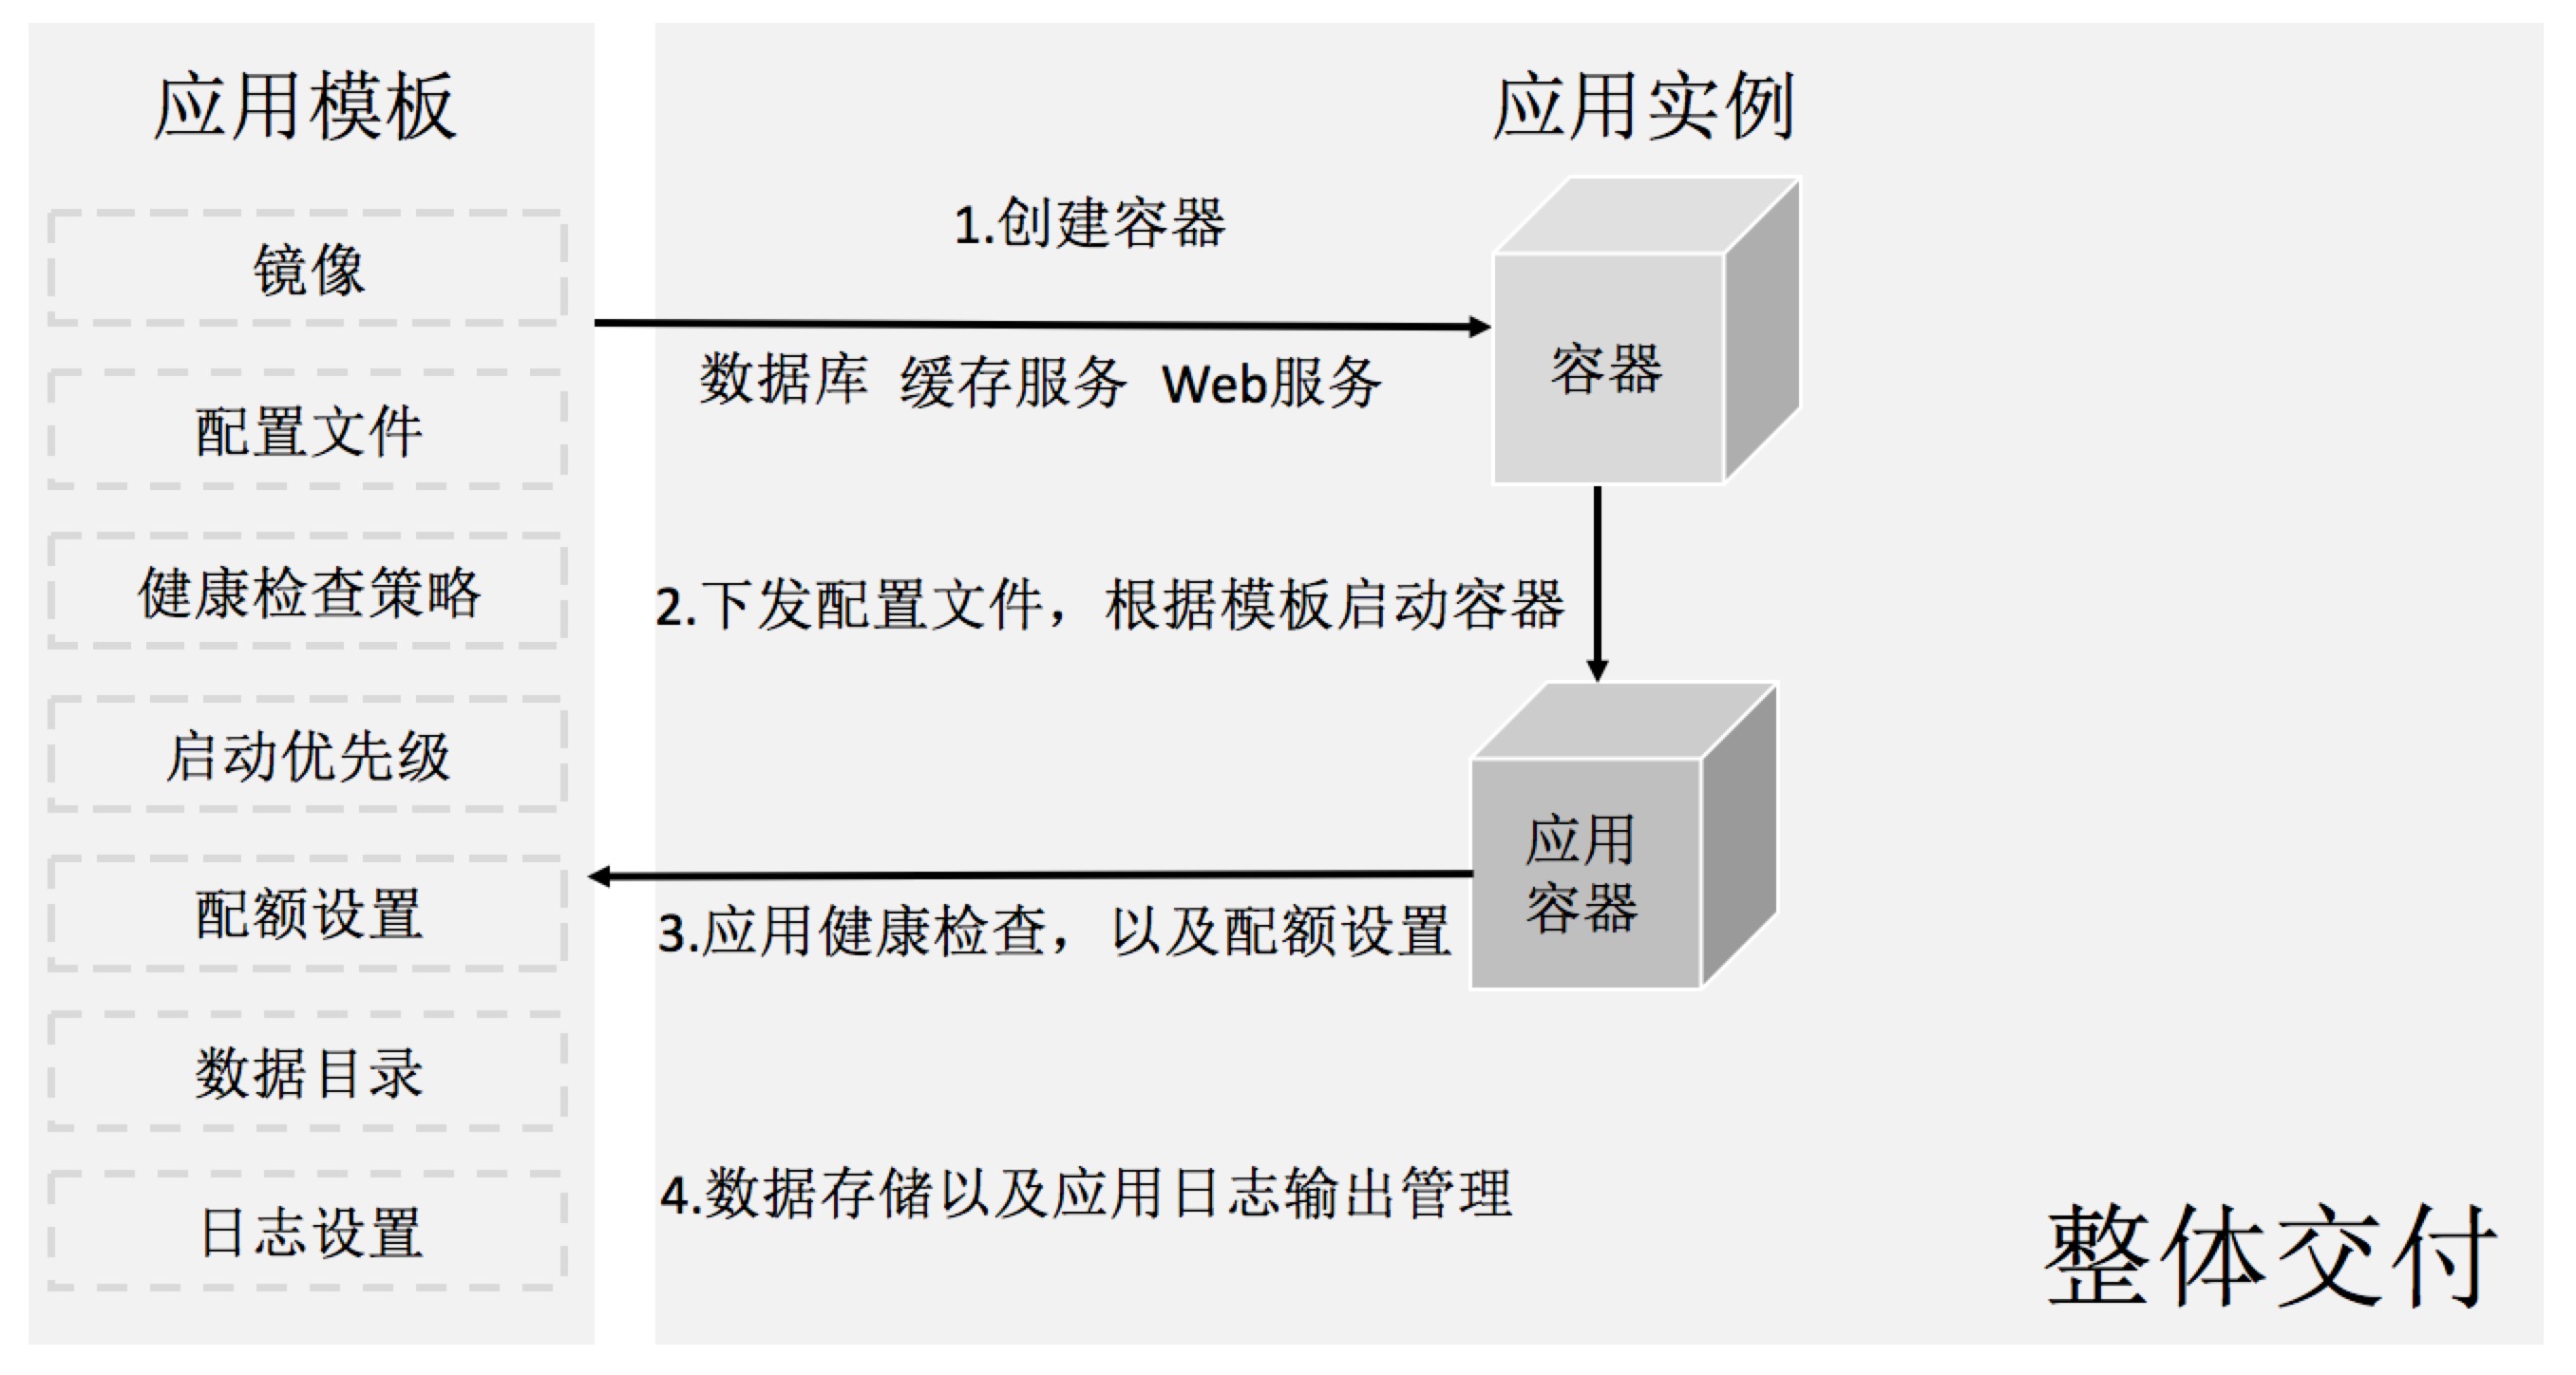 应用模板
镜像
配置文件
健康检查策略
启动优先级
配额设置
数据目录
日志设置
应用实例
1.创建容器
数据库 缓存服务 Web服务
容器
2.下发配置文件，根据模板启动容器
应用
容器
3.应用健康检查，以及配额设置
4.数据存储以及应用日志输出管理
整体交付